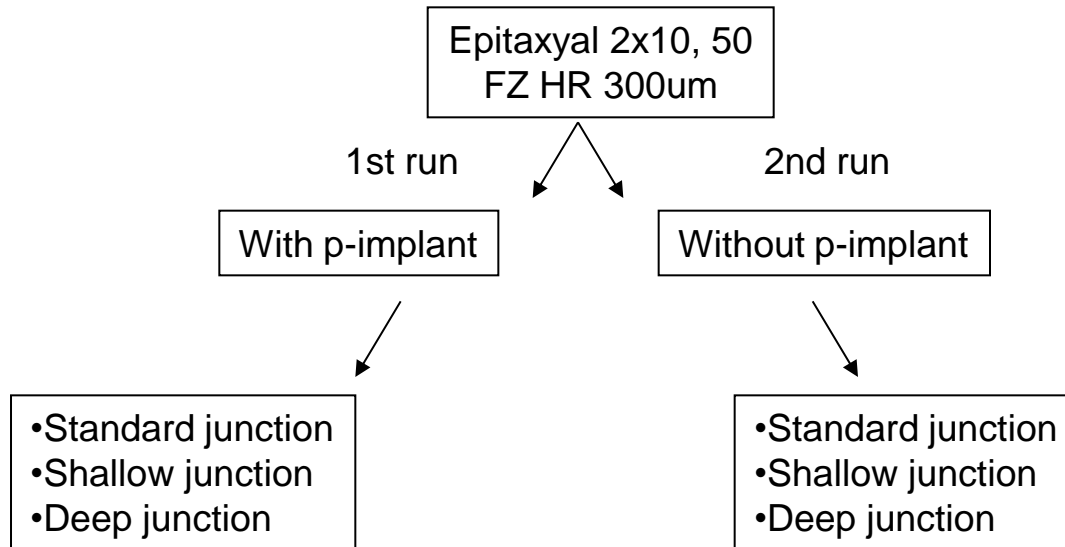 Epitaxyal 2x10, 50
FZ HR 300um
1st run
2nd run
With p-implant
Without p-implant
•Standard junction
•Shallow junction
•Deep junction
•Standard junction
•Shallow junction
•Deep junction